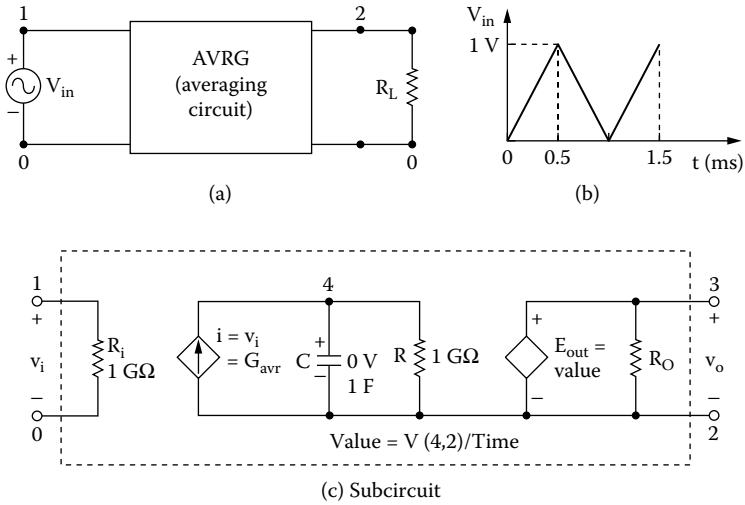 1
2
AVRG
(averaging
circuit)
+
V_in
−
R_L
0
0
(a)
V_in
1 V
0
0.5
1.5
t (ms)
(b)
1
+
v_i
−
0
R_i
1 GΩ
i = v_i
= G_avr
4
+
C
−
0 V
1 F
R
1 GΩ
+
E_out =
value
−
R_O
3
+
v_o
−
2
Value = V (4,2)/Time
(c) Subcircuit